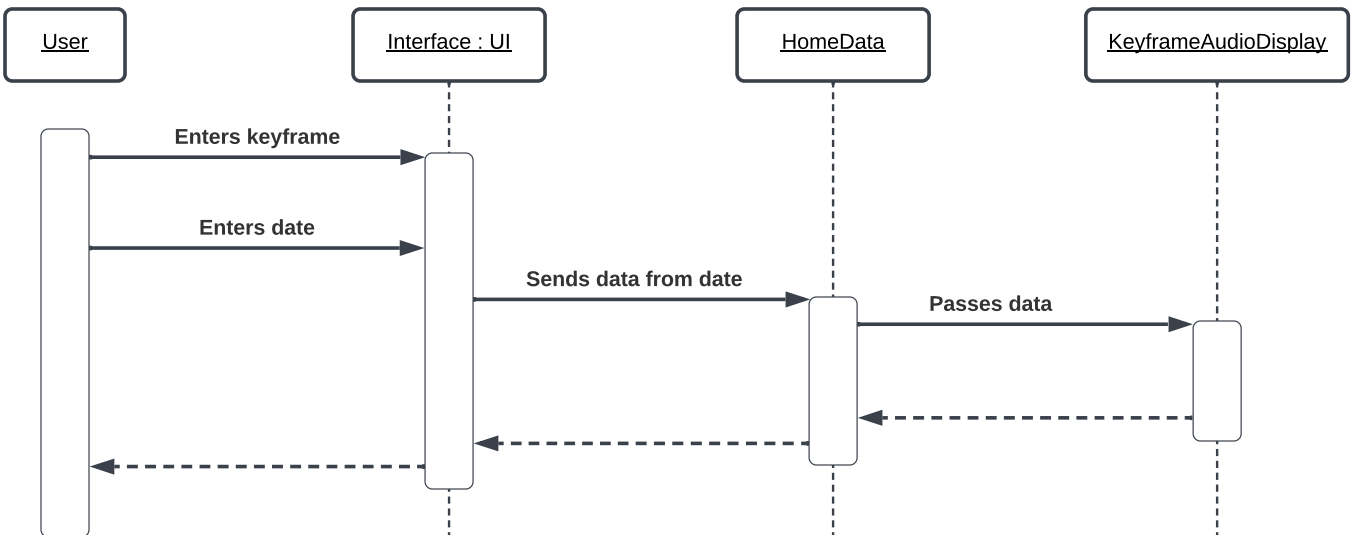 User
Interface : UI
HomeData
KeyframeAudioDisplay
Enters keyframe
Enters date
Sends data from date
Passes data